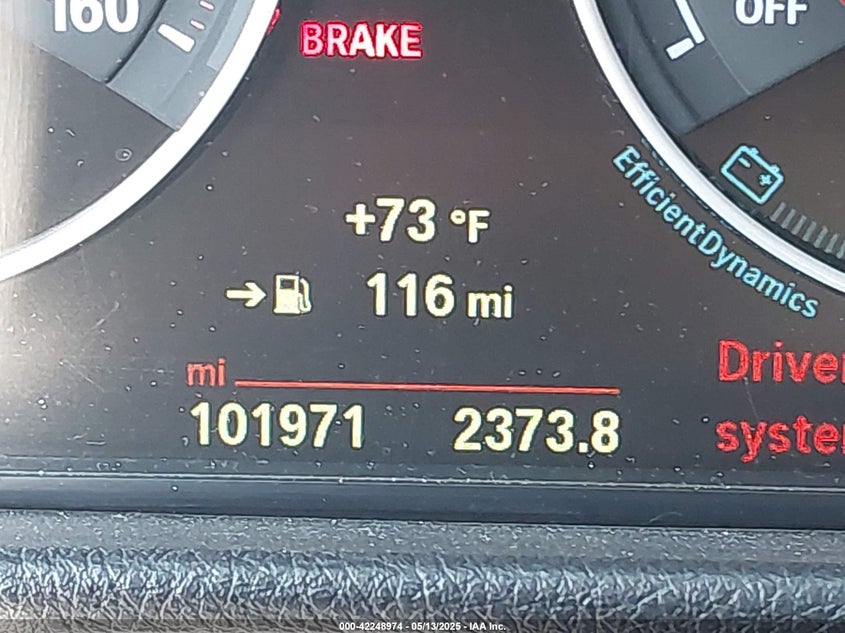 160
BRAKE
OFF
+73 °F
EfficientDynamics
116 mi
mi
101971 2373.8
Driver
system
000-42248974 - 05/13/2025 - IAA Inc.